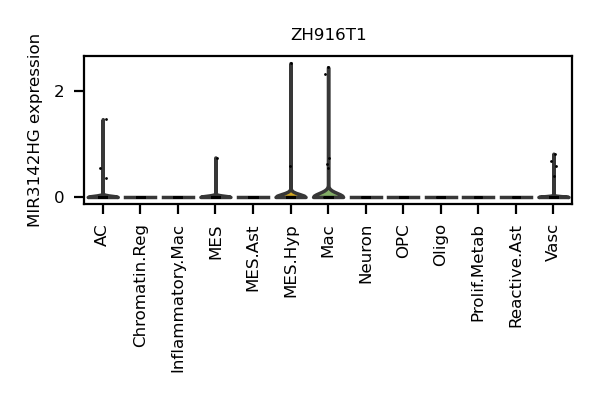 ZH916T1
MIR3142HG expression
2
0
AC
Chromatin.Reg
Inflammatory.Mac
MES
MES.Ast
MES.Hyp
Mac
Neuron
OPC
Oligo
Prolif.Metab
Reactive.Ast
Vasc